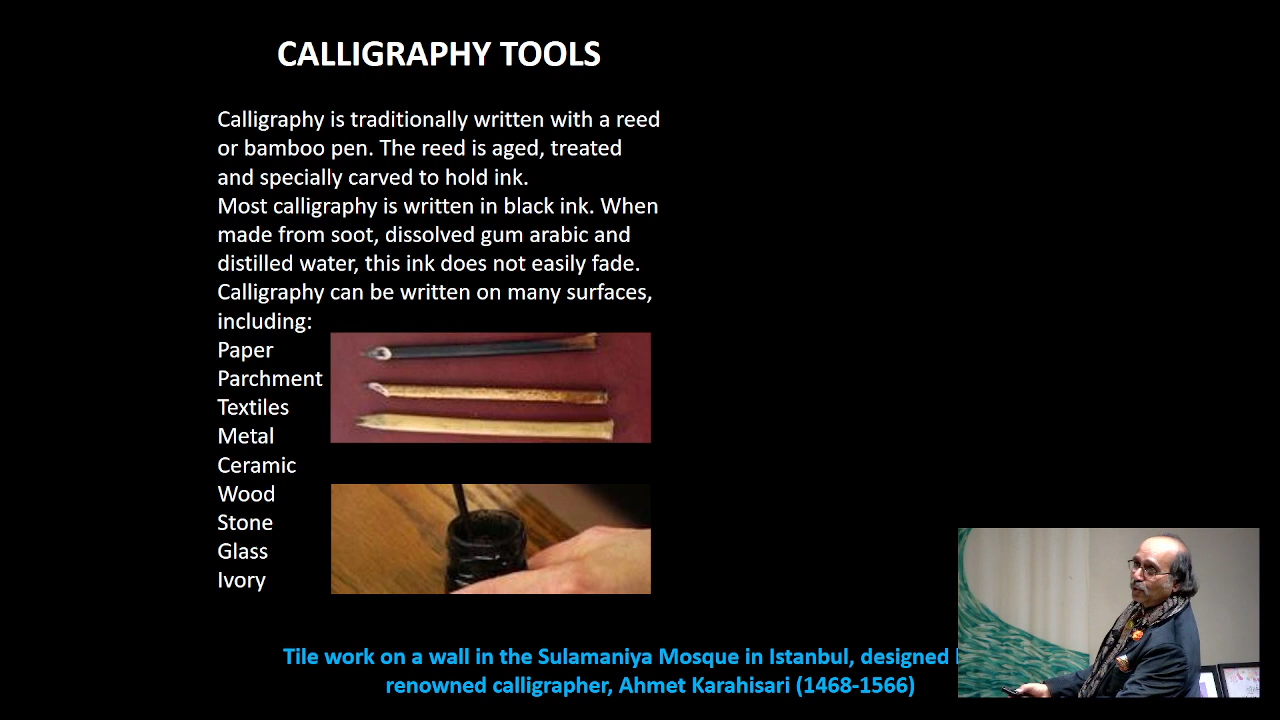 CALLIGRAPHY TOOLS
Calligraphy is traditionally written with a reed
or bamboo pen. The reed is aged, treated
and specially carved to hold ink.
Most calligraphy is written in black ink. When
made from soot, dissolved gum arabic and
distilled water, this ink does not easily fade.
Calligraphy can be written on many surfaces,
including:
Paper
Parchment
Textiles
Metal
Ceramic
Wood
Stone
Glass
Ivory
Tile work on a wall in the Sulamaniya Mosque in Istanbul, designed
renowned calligrapher, Ahmet Karahisari (1468-1566)